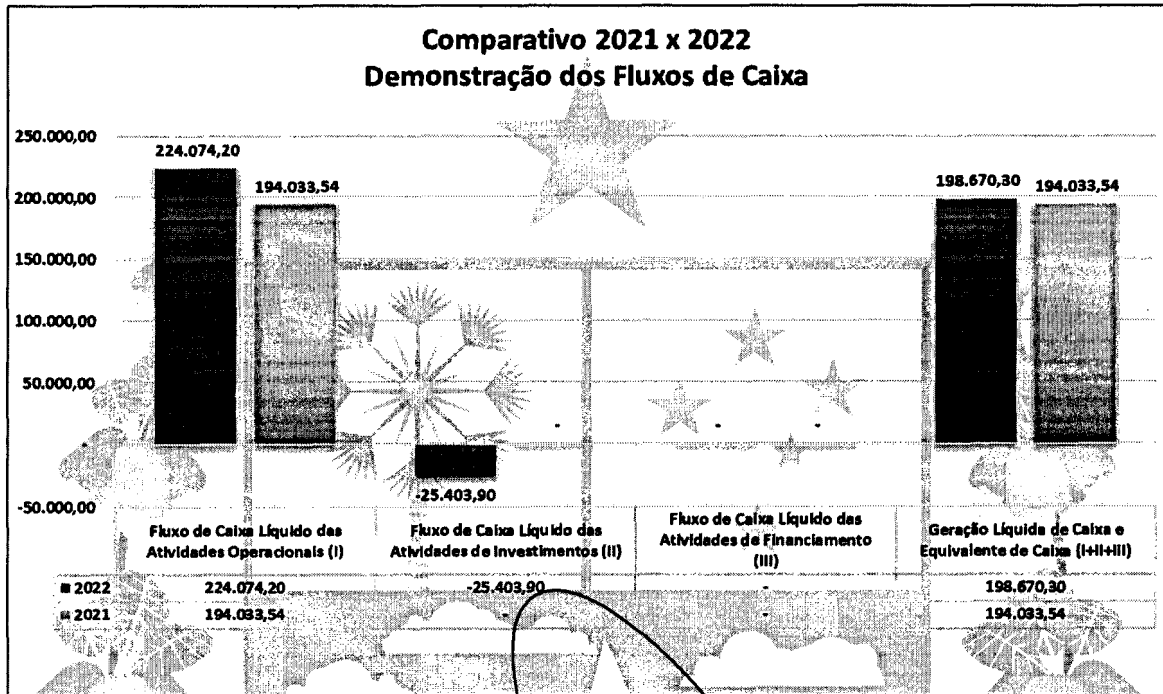 Comparativo 2021 x 2022
Demonstração dos Fluxos de Caixa
250.000,00
224.074,20
194.033,54
198.670,30
194.033,54
200.000,00
150.000,00
100.000,00
50.000,00
-
-
-
-
-25.403,90
-50.000,00
Fluxo de Caixa Líquido das
Atividades Operacionais (I)
Fluxo de Caixa Líquido das
Atividades de Investimentos (II)
Fluxo de Caixa Líquido das
Atividades de Financiamento
(III)
Geração Líquida de Caixa e
Equivalente de Caixa (I+II+III)
2022 224.074,20 -25.403,90 - 198.670,30
2021 194.033,54 - - 194.033,54